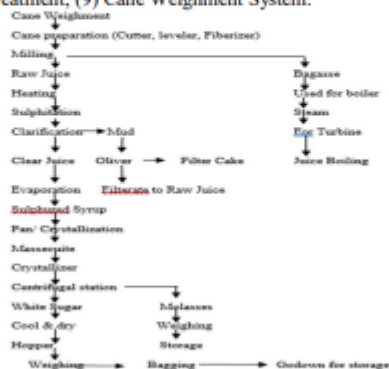 reatment, (9) Cane Weighment System.
Cane Weighment
Cane preparation (Cutter, leveler, Fiberizer)
Milling
Raw Juice Bagasse
Heating Used for boiler
Sulphitation Steam
Clarification Mud For Turbine
Clear Juice Oliver Filter Cake Juice Boiling
Evaporation Filterate to Raw Juice
Sulphured Syrup
Pan/ Crystallization
Massecuite
Crystallizer
Centrifugal station
White Sugar Molasses
Cool & dry Weighing
Hopper Storage
Weighing Bagging Godown for storage